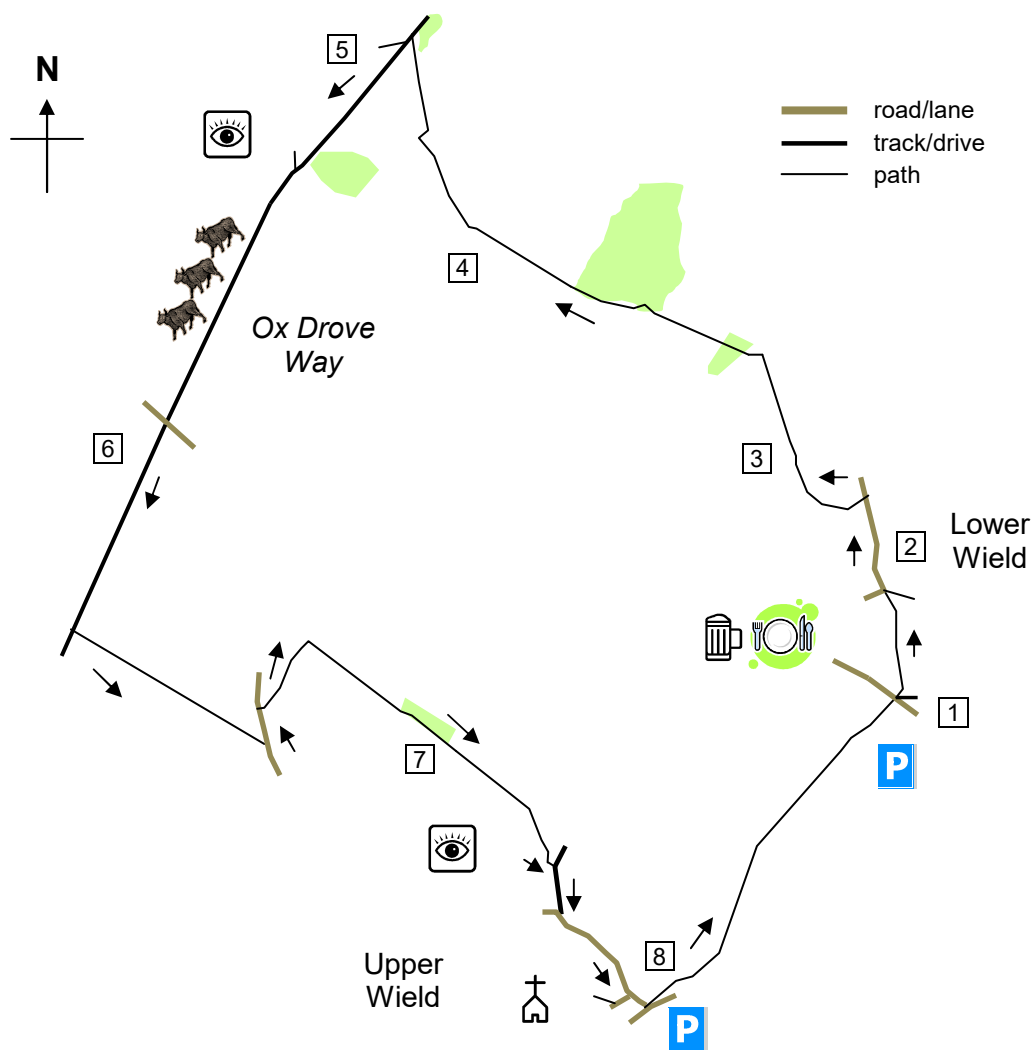 5
N
road/lane
track/drive
path
4
Ox Drove
Way
6
3
2
Lower
Wield
1
P
7
8
Upper
Wield
P